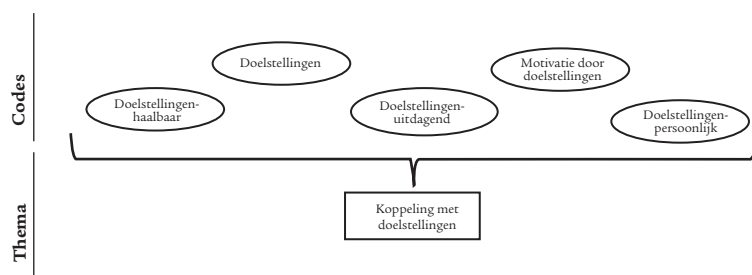 Codes
Doelstellingen-
haalbaar
Doelstellingen
Doelstellingen-
uitdagend
Motivatie door
doelstellingen
Doelstellingen-
persoonlijk
Thema
Koppeling met
doelstellingen